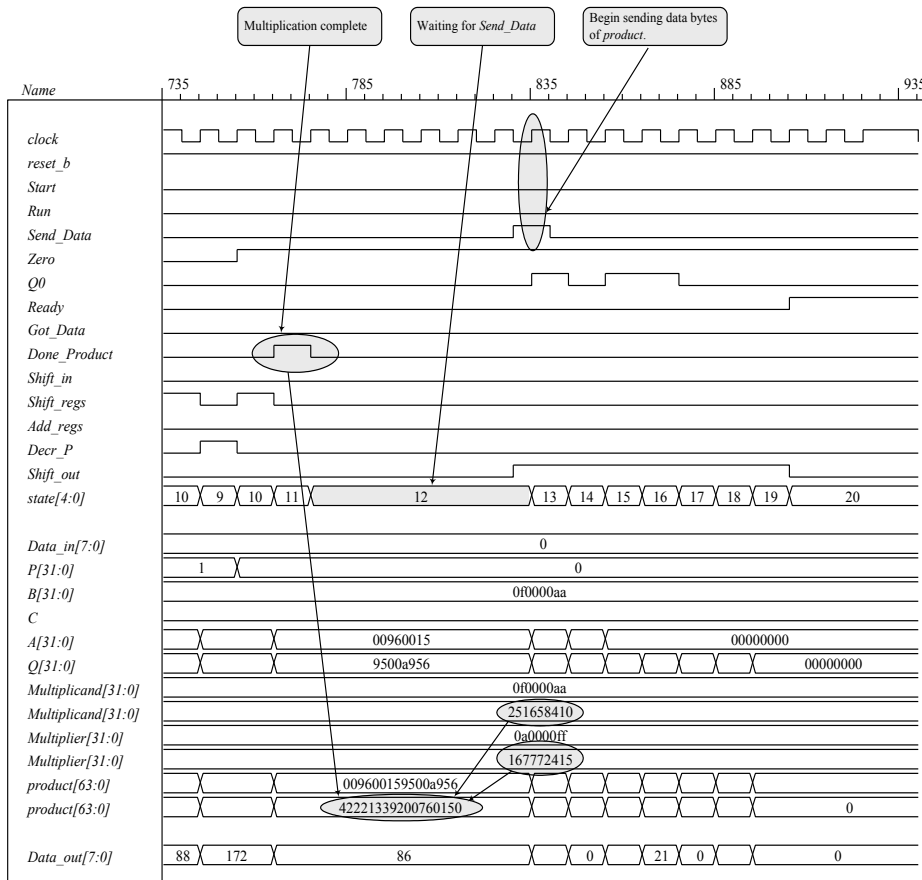 Multiplication complete
Waiting for Send_Data
Begin sending data bytes
of product.
Name
735 785 835 885 935
clock
reset_b
Start
Run
Send_Data
Zero
Q0
Ready
Got_Data
Done_Product
Shift_in
Shift_regs
Add_regs
Decr_P
Shift_out
state[4:0] 10 9 10 11 12 13 14 15 16 17 18 19 20
Data_in[7:0] 0
P[31:0] 1 0
B[31:0] 0f0000aa
C
A[31:0] 00960015 00000000
Q[31:0] 9500a956 00000000
Multiplicand[31:0] 0f0000aa
Multiplicand[31:0] 251658410
Multiplier[31:0] 0a0000ff
Multiplier[31:0] 167772415
product[63:0] 009600159500a956
product[63:0] 42221339200760150 0
Data_out[7:0] 88 172 86 0 21 0 0